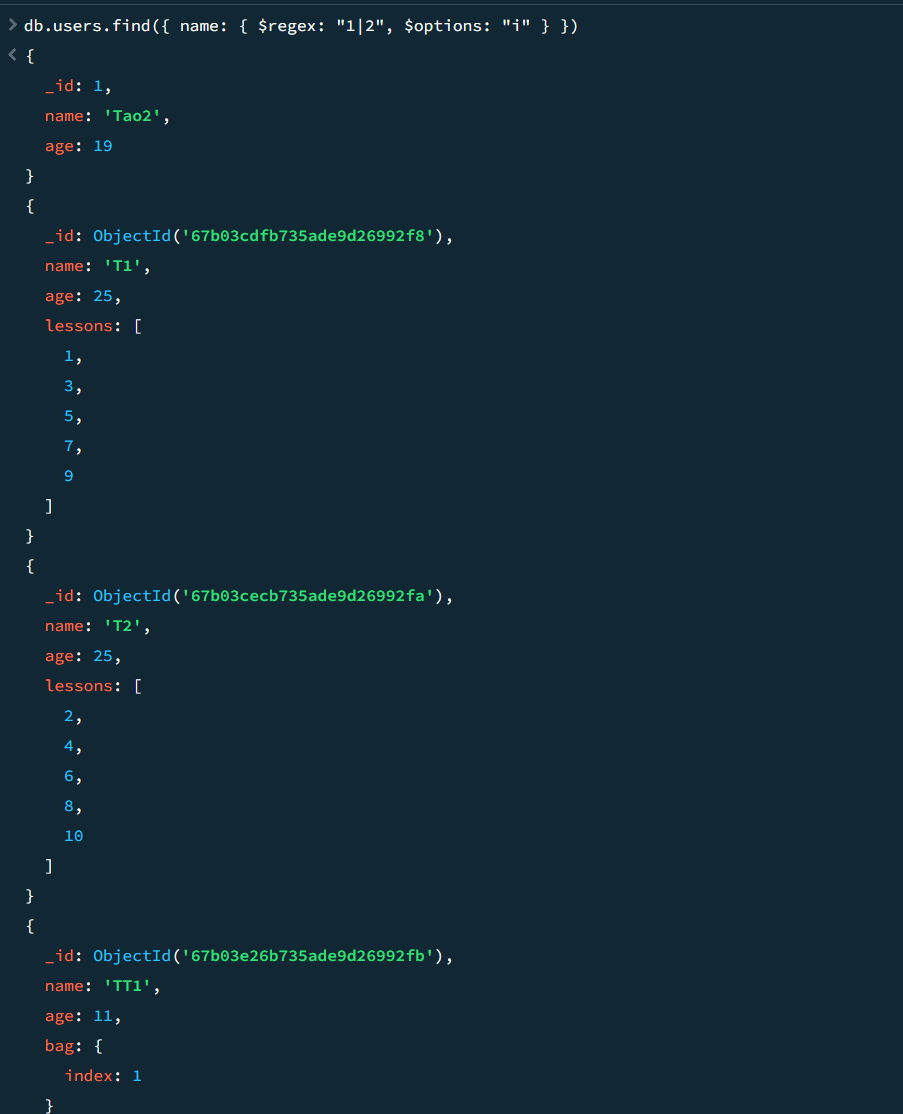 > db.users.find({ name: { $regex: "1|2", $options: "i" } })
< {
_id: 1,
name: 'Tao2',
age: 19
}
{
_id: ObjectId('67b03cdfb735ade9d26992f8'),
name: 'T1',
age: 25,
lessons: [
1,
3,
5,
7,
9
]
}
{
_id: ObjectId('67b03cecb735ade9d26992fa'),
name: 'T2',
age: 25,
lessons: [
2,
4,
6,
8,
10
]
}
{
_id: ObjectId('67b03e26b735ade9d26992fb'),
name: 'TT1',
age: 11,
bag: {
index: 1
}